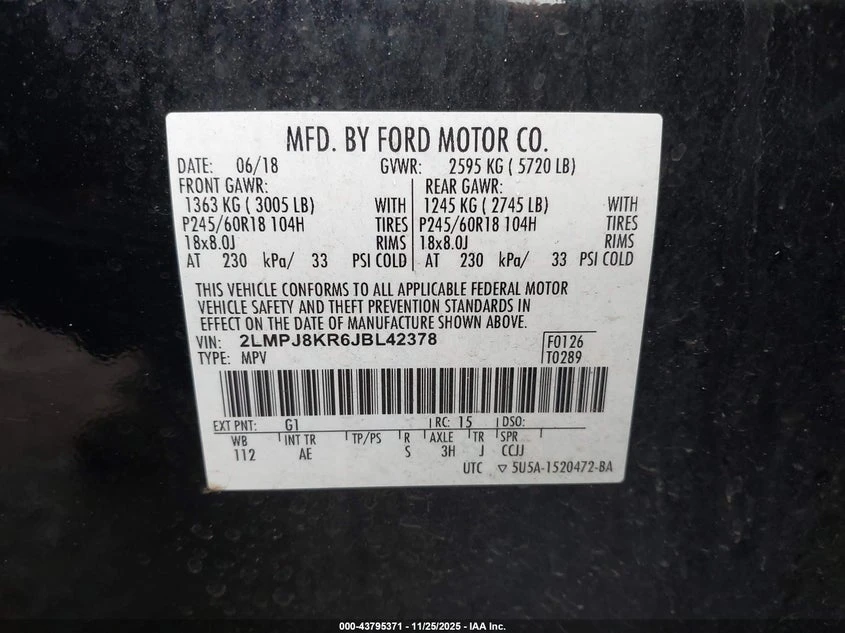 MFD. BY FORD MOTOR CO.
DATE: 06/18 GVWR: 2595 KG ( 5720 LB)
FRONT GAWR: REAR GAWR:
1363 KG ( 3005 LB) WITH 1245 KG ( 2745 LB) WITH
P245/60R18 104H TIRES P245/60R18 104H TIRES
18x8.0J RIMS 18x8.0J RIMS
AT 230 kPa/ 33 PSI COLD AT 230 kPa/ 33 PSI COLD
THIS VEHICLE CONFORMS TO ALL APPLICABLE FEDERAL MOTOR
VEHICLE SAFETY AND THEFT PREVENTION STANDARDS IN
EFFECT ON THE DATE OF MANUFACTURE SHOWN ABOVE.
VIN: 2LMPJ8KR6JBL42378 F0126
TYPE: MPV T0289
EXT PNT: G1 RC: 15 DSO:
WB INT TR TP/PS R AXLE TR SPR
112 AE S 3H J CCJJ
UTC ▽ 5U5A-1520472-BA
000-43795371 - 11/25/2025 - IAA Inc.